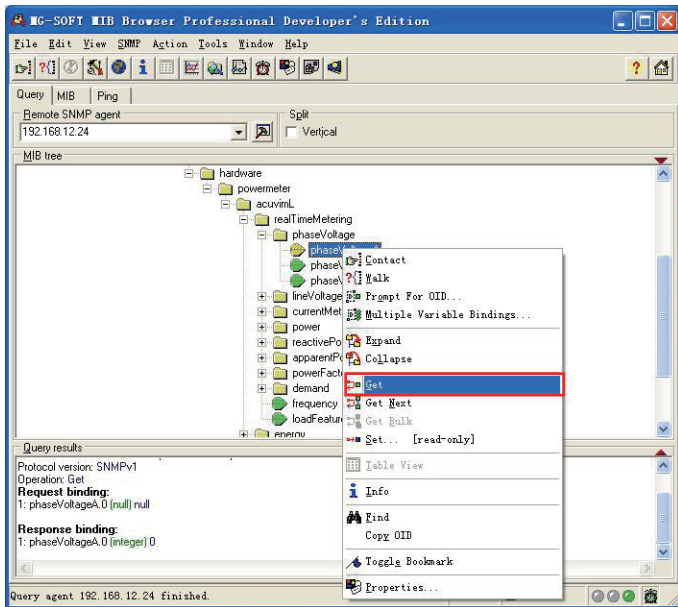 MG-SOFT MIB Browser Professional Developer's Edition
File Edit View SNMP Action Tools Window Help
Query MIB Ping
Remote SNMP agent Split
192.168.12.24 Vertical
MIB tree
hardware
powermeter
acuvimL
realTimeMetering
phaseVoltage
Contact
Walk
Prompt For OID...
Multiple Variable Bindings...
Expand
Collapse
Get
Get Next
Get Bulk
Set... [read-only]
Table View
Info
Find
Copy OID
Toggle Bookmark
Properties...
lineVoltage
currentMet
power
reactivePo
apparentPo
powerFact
demand
frequency
loadFeatur
energy
Query results
Protocol version: SNMPv1
Operation: Get
Request binding:
1: phaseVoltageA.0 (null) null
Response binding:
1: phaseVoltageA.0 (integer) 0
Query agent 192.168.12.24 finished.